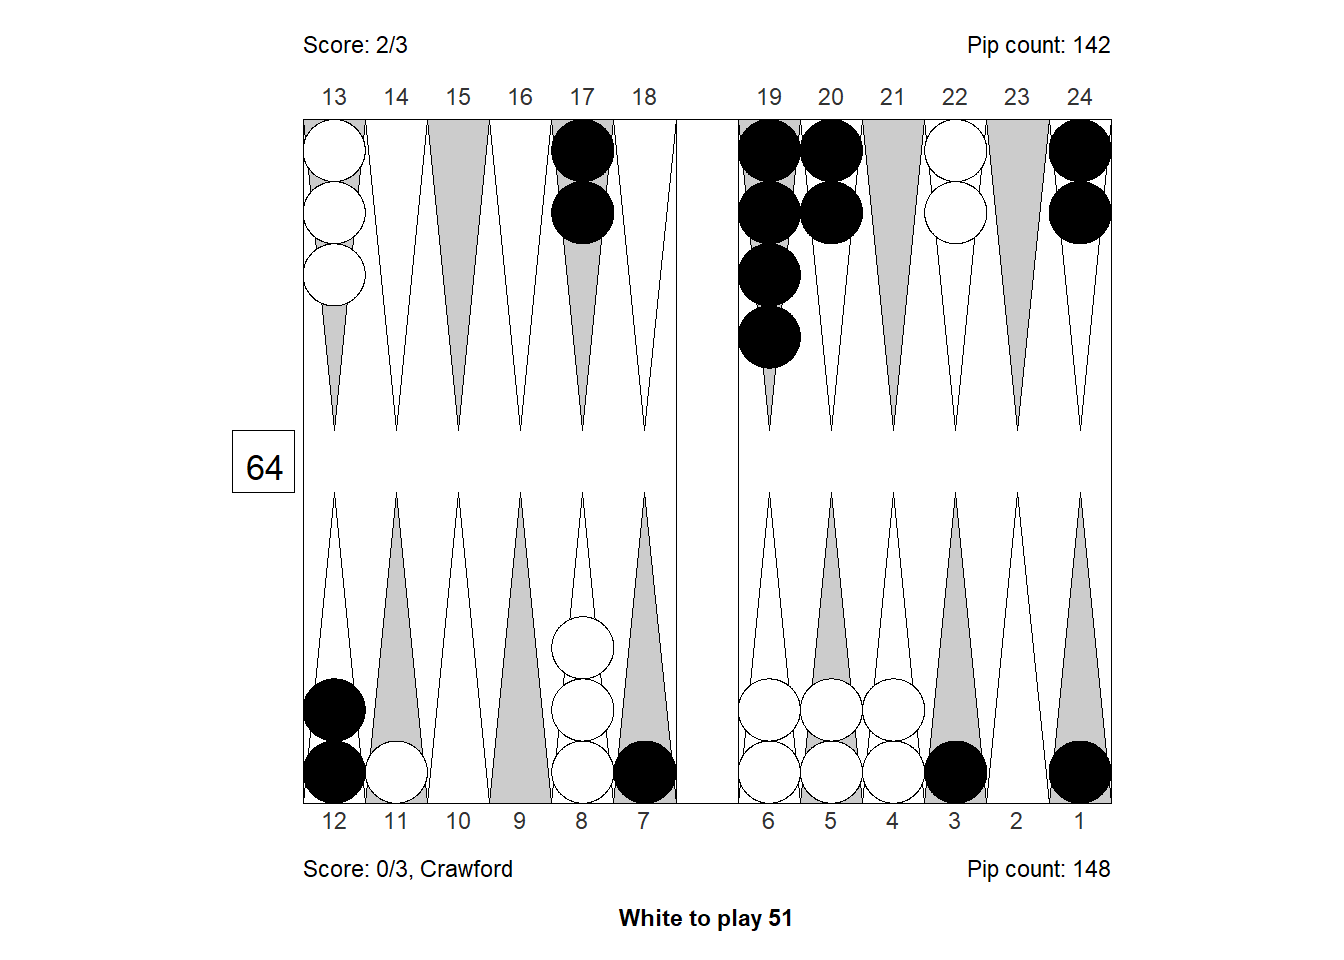 Score: 2/3 Pip count: 142
13 14 15 16 17 18 19 20 21 22 23 24
64
12 11 10 9 8 7 6 5 4 3 2 1
Score: 0/3, Crawford Pip count: 148
White to play 51